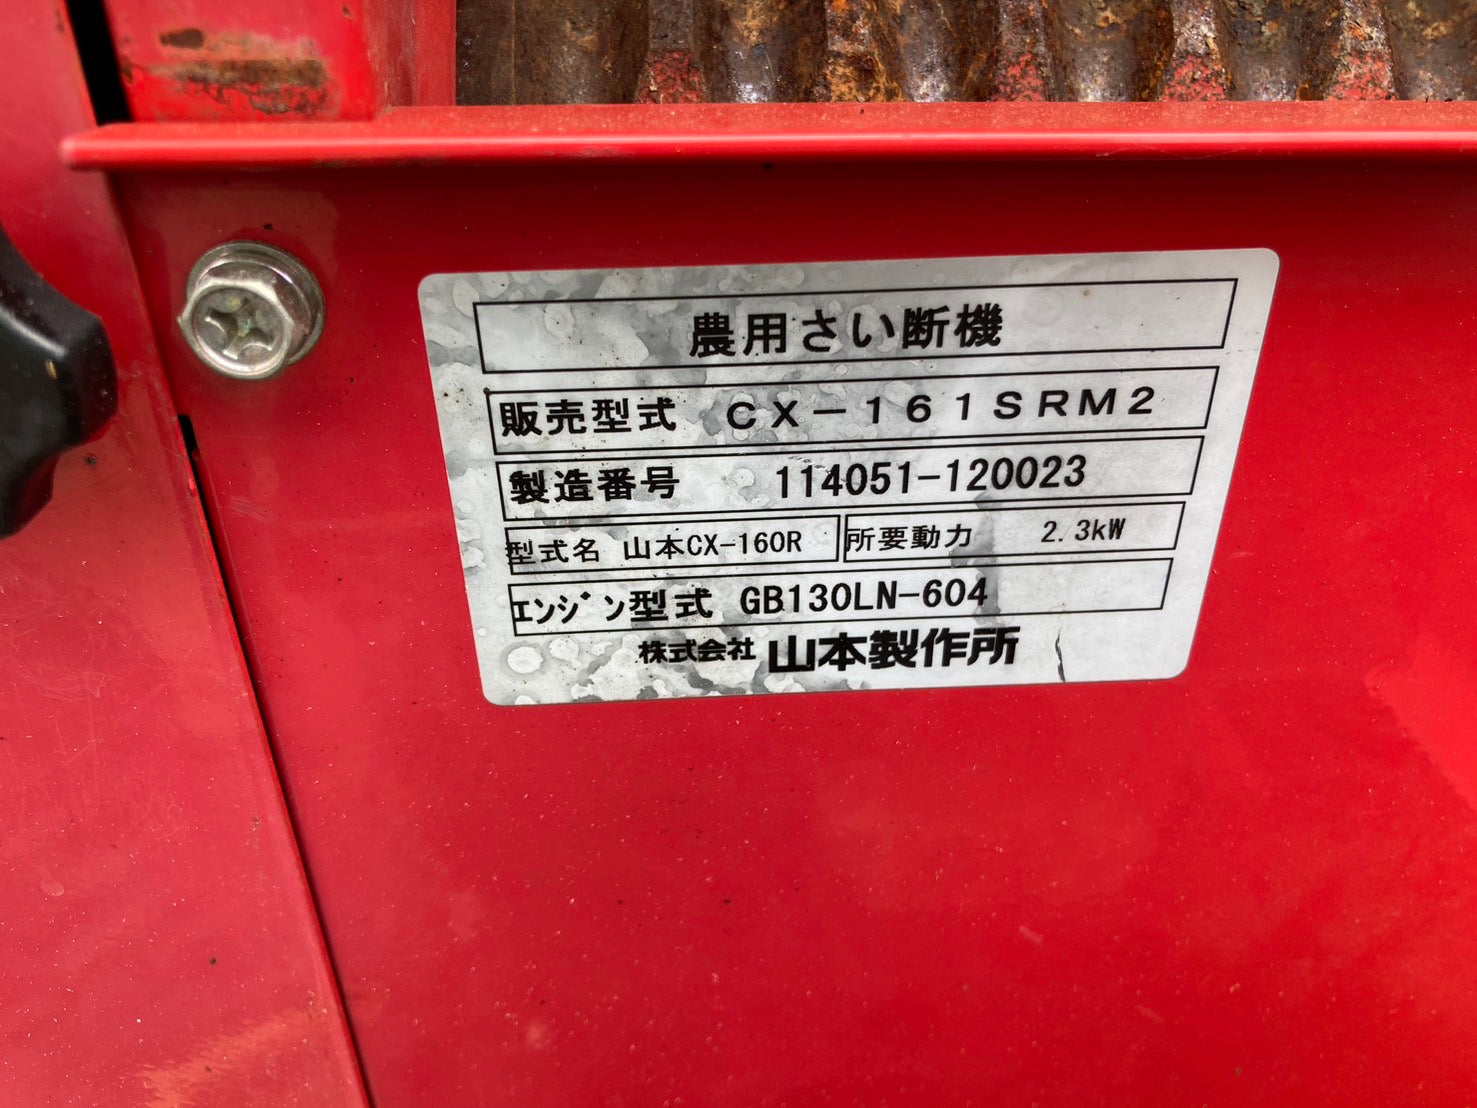 農用さい断機
販売型式 CX－161SRM2
製造番号 114051-120023
型式名 山本CX-160R 所要動力 2.3kW
ｴﾝｼﾞﾝ型式 GB130LN-604
株式会社 山本製作所